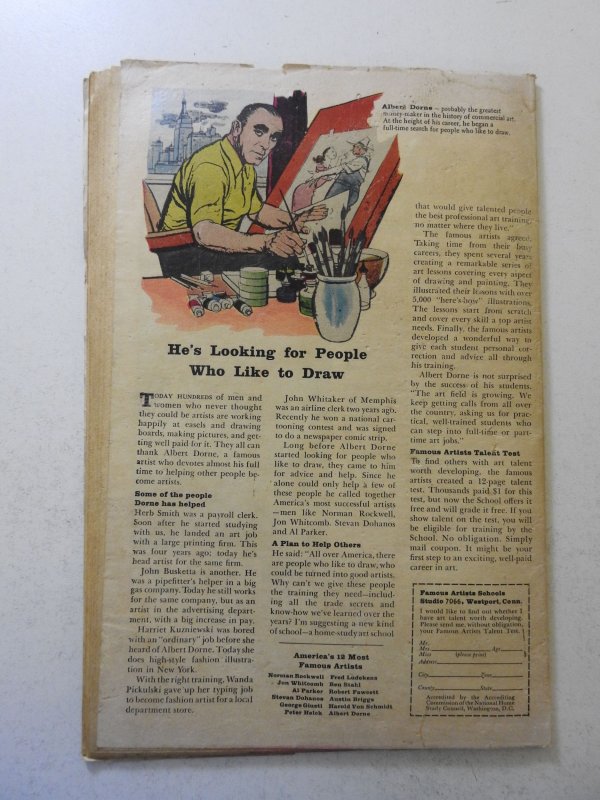 Albert Dorne – probably the greatest
money-maker in the history of commercial art.
At the height of his career, he began a
full-time search for people who like to draw.
He's Looking for People
Who Like to Draw
TODAY HUNDREDS of men and
women who never thought
they could be artists are working
happily at easels and drawing
boards, making pictures, and get-
ting well paid for it. They all can
thank Albert Dorne, a famous
artist who devotes almost his full
time to helping other people be-
come artists.
Some of the people
Dorne has helped
Herb Smith was a payroll clerk.
Soon after he started studying
with us, he landed an art job
with a large printing firm. This
was four years ago; today he's
head artist for the same firm.
John Busketta is another. He
was a pipefitter's helper in a big
gas company. Today he still works
for the same company, but as an
artist in the advertising depart-
ment, with a big increase in pay.
Harriet Kuzniewski was bored
with an "ordinary" job before she
heard of Albert Dorne. Today she
does high-style fashion illustra-
tion in New York.
With the right training, Wanda
Pickulski gave up her typing job
to become fashion artist for a local
department store.
John Whitaker of Memphis
was an airline clerk two years ago.
Recently he won a national car-
tooning contest and was signed
to do a newspaper comic strip.
Long before Albert Dorne
started looking for people who
like to draw, they came to him
for advice and help. Since he
alone could only help a few of
these people he called together
America's most successful artists
—men like Norman Rockwell,
Jon Whitcomb, Stevan Dohanos
and Al Parker.
A Plan to Help Others
He said: "All over America, there
are people who like to draw, who
could be turned into good artists.
Why can't we give these people
the training they need—includ-
ing all the trade secrets and
know-how we've learned over the
years? I'm suggesting a new kind
of school—a home-study art school
America's 12 Most
Famous Artists
Norman Rockwell
Jon Whitcomb
Al Parker
Stevan Dohanos
George Giusti
Peter Helck
Fred Ludekens
Ben Stahl
Robert Fawcett
Austin Briggs
Harold Von Schmidt
Albert Dorne
that would give talented people
the best professional art training,
no matter where they live."
The famous artists agreed.
Taking time from their busy
careers, they spent several years
creating a remarkable series of
art lessons covering every aspect
of drawing and painting. They
illustrated their lessons with over
5,000 "here's-how" illustrations.
The lessons start from scratch
and cover every skill a top artist
needs. Finally, the famous artists
developed a wonderful way to
give each student personal cor-
rection and advice all through
his training.
Albert Dorne is not surprised
by the success of his students.
"The art field is growing. We
keep getting calls from all over
the country, asking us for prac-
tical, well-trained students who
can step into full-time or part-
time art jobs."
Famous Artists Talent Test
To find others with art talent
worth developing, the famous
artists created a 12-page talent
test. Thousands paid $1 for this
test, but now the School offers it
free and will grade it free. If you
show talent on the test, you will
be eligible for training by the
School. No obligation. Simply
mail coupon. It might be your
first step to an exciting, well-paid
career in art.
Famous Artists Schools
Studio 7066, Westport, Conn.
I would like to find out whether I
have art talent worth developing.
Please send me, without obligation,
your Famous Artists Talent Test.
Mr.
Mrs. Age
Miss (please print)
Address
City Zone
County State
Accredited by the Accrediting
Commission of the National Home
Study Council, Washington, D.C.